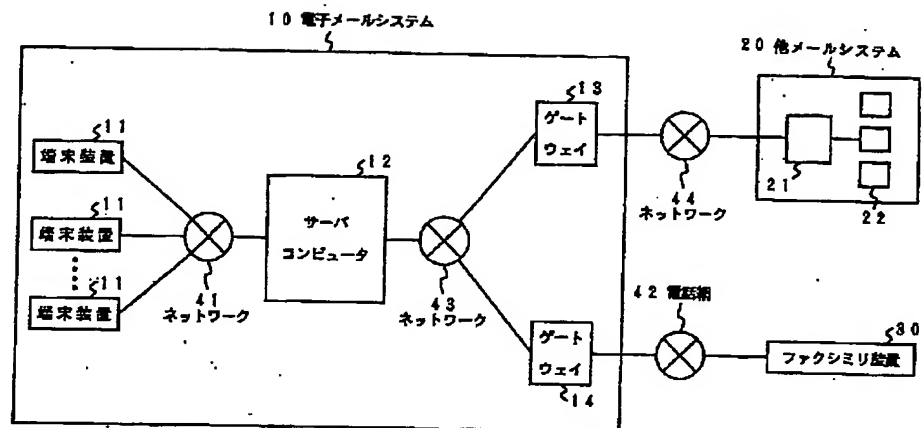 10 電子メールシステム
20 他メールシステム
11
端末装置
11
端末装置
11
端末装置
41
ネットワーク
12
サーバ
コンピュータ
43
ネットワーク
13
ゲート
ウェイ
44
ネットワーク
21
22
42 電話網
ゲート
ウェイ
14
30
ファクシミリ装置